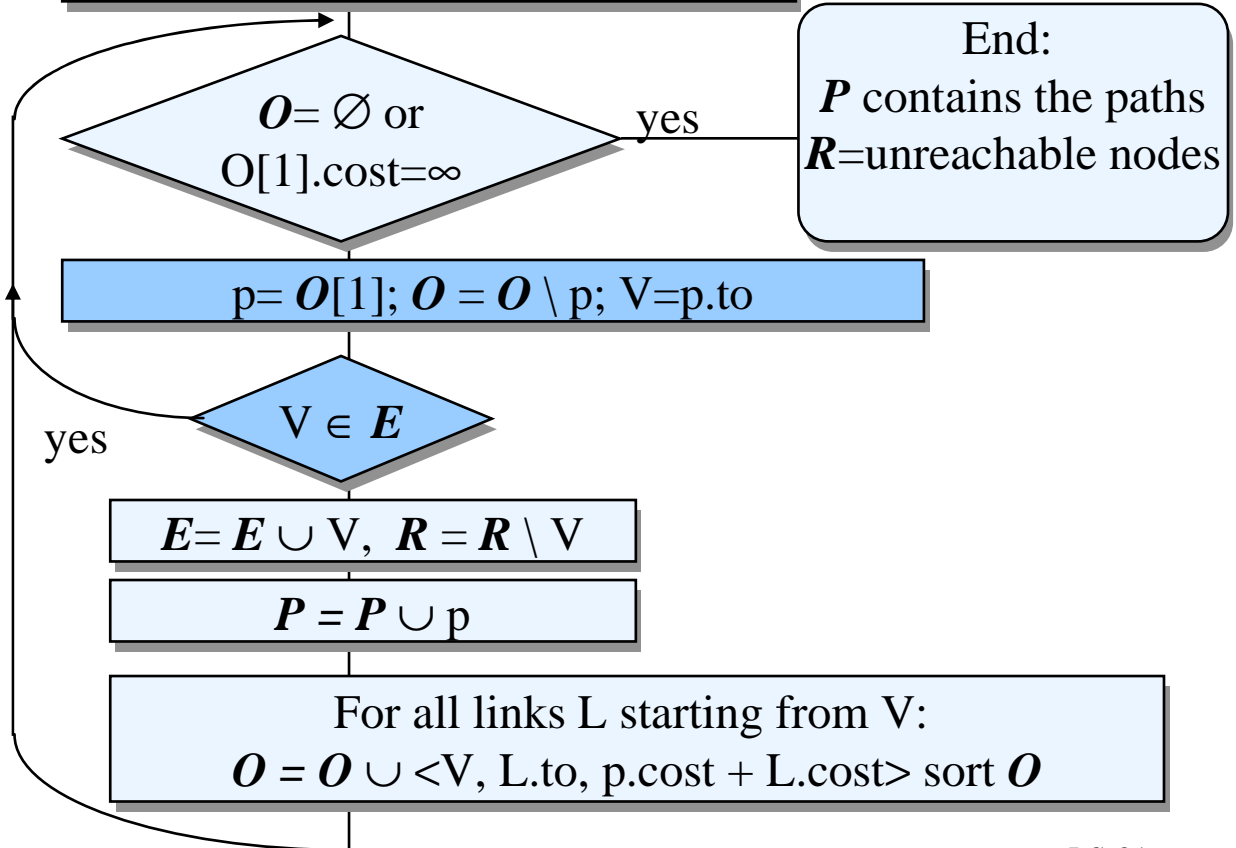 O= ∅ or
O[1].cost=∞
yes
End:
P contains the paths
R=unreachable nodes
p= O[1]; O = O \ p; V=p.to
V ∈ E
yes
E= E ∪ V, R = R \ V
P = P ∪ p
For all links L starting from V:
O = O ∪ <V, L.to, p.cost + L.cost> sort O